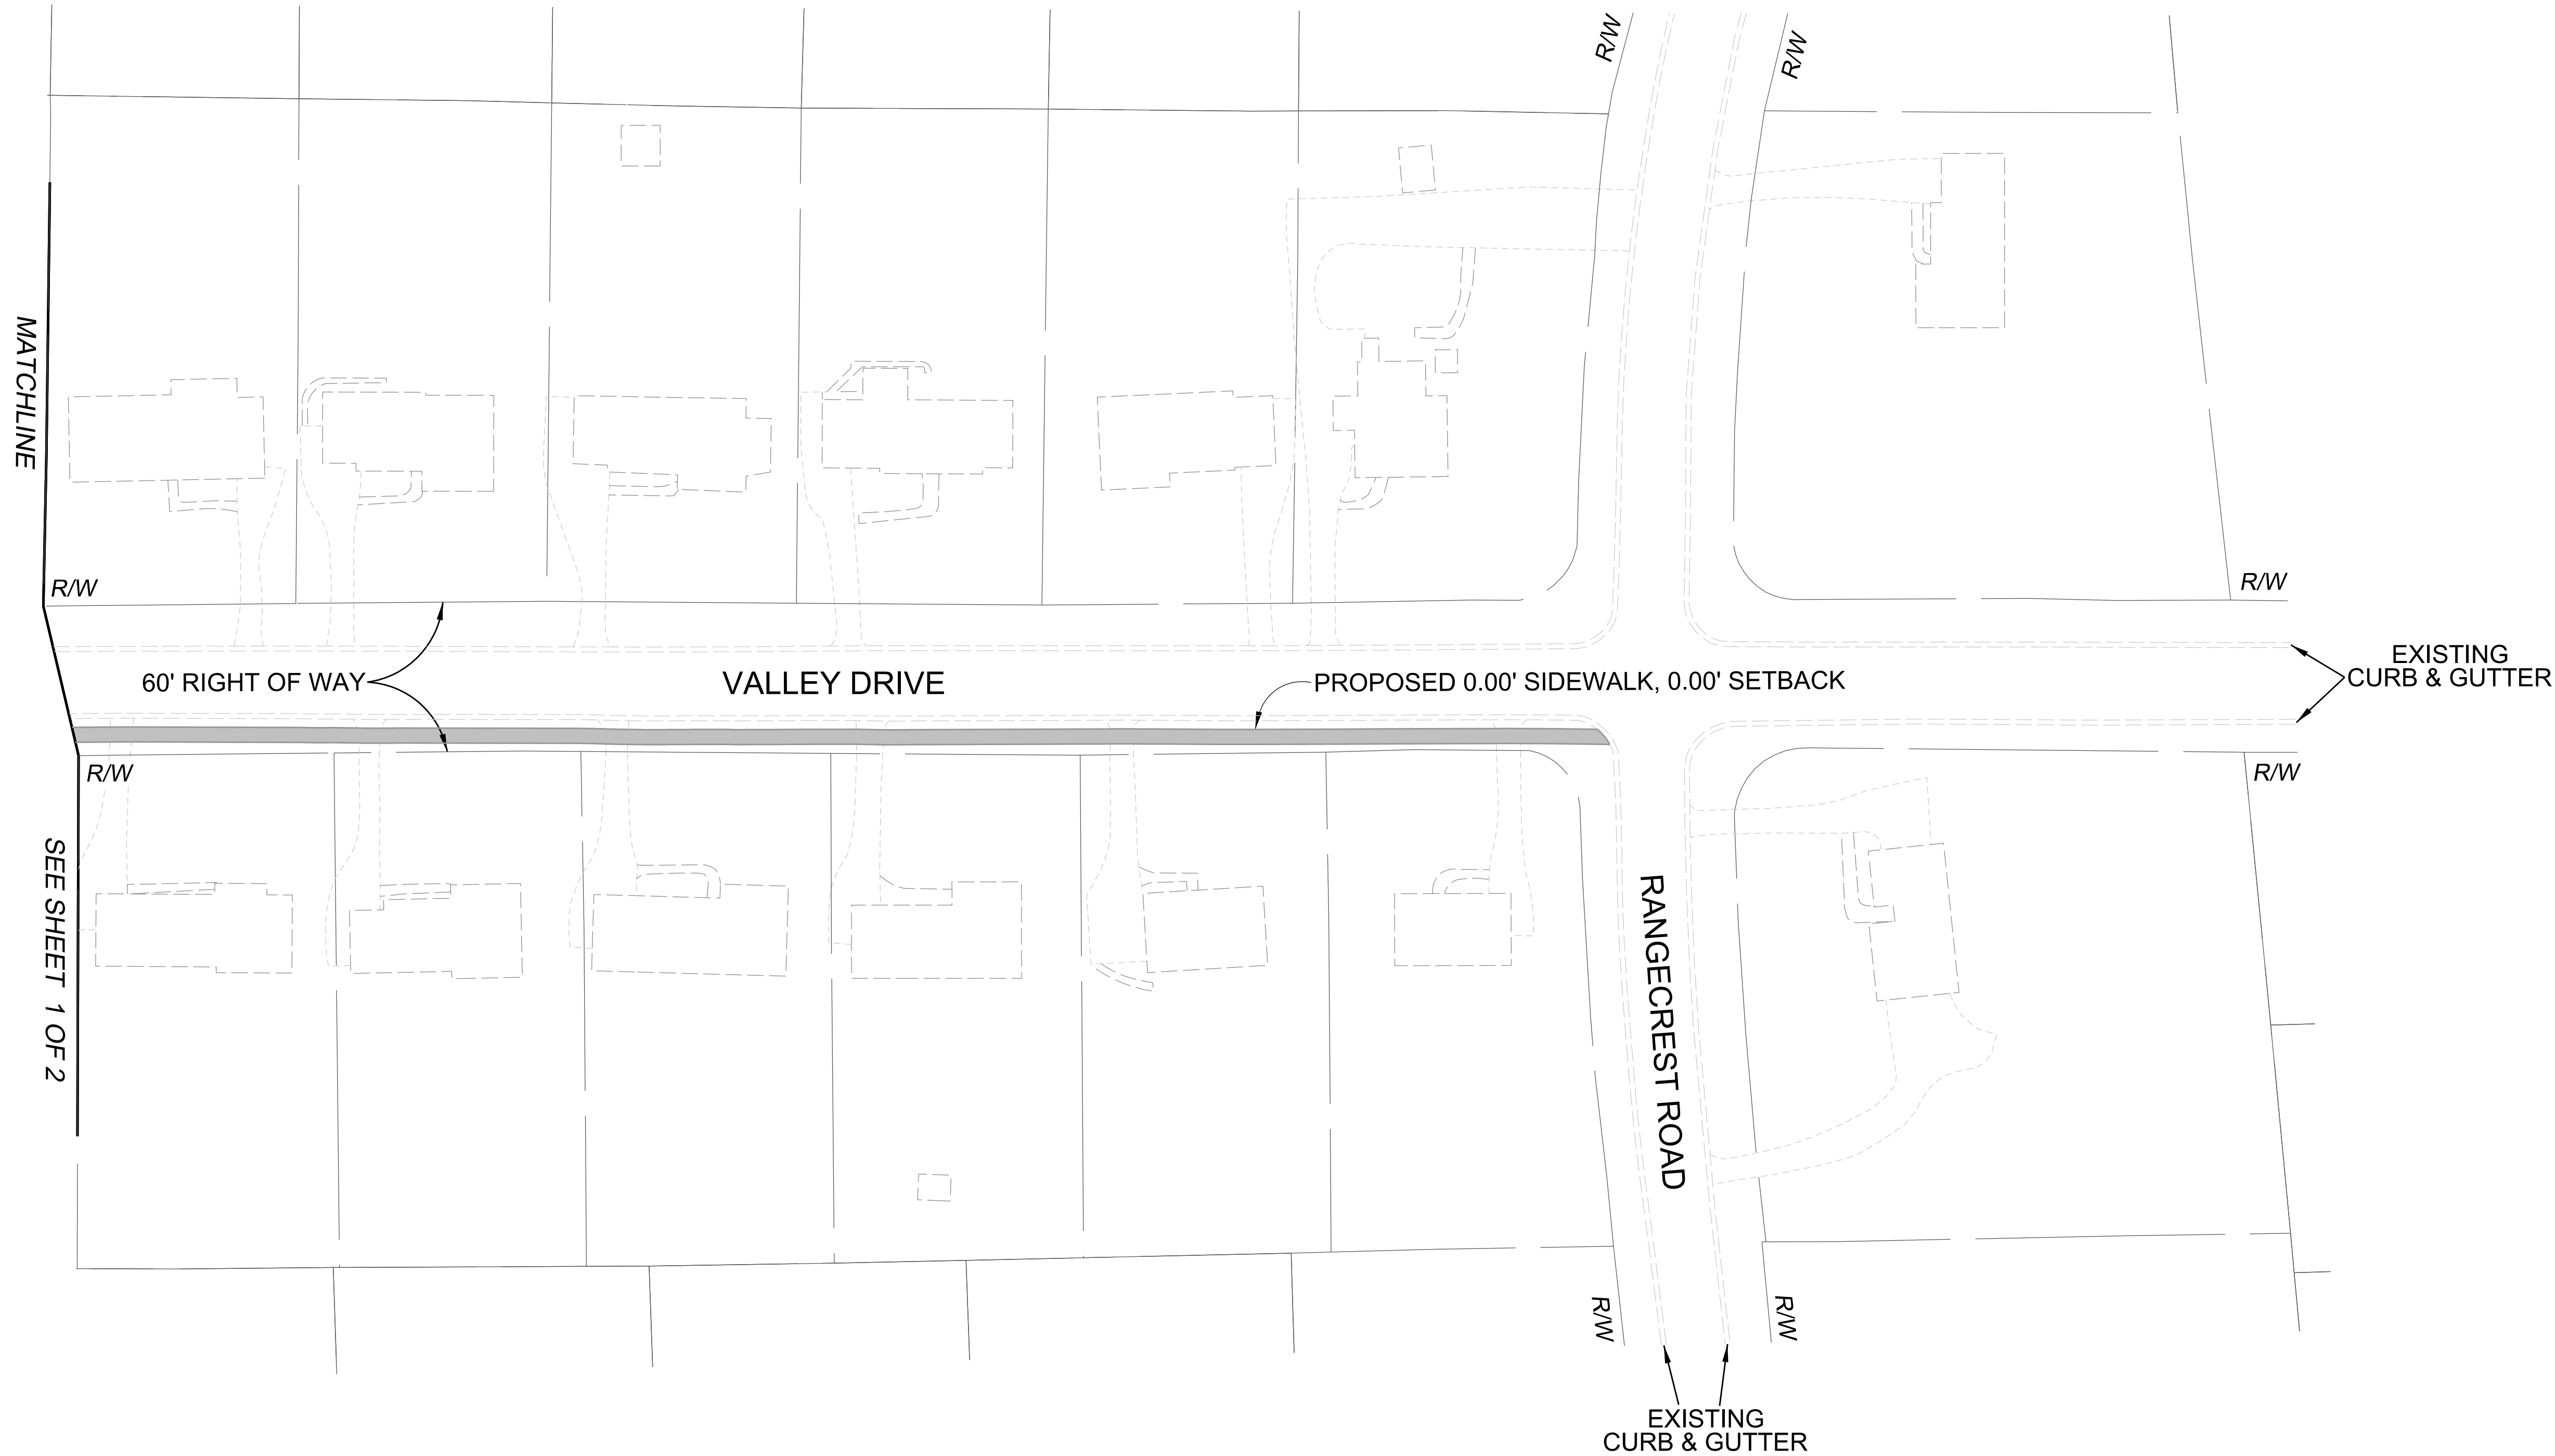 R/W
R/W
MATCHLINE
R/W
R/W
60' RIGHT OF WAY
VALLEY DRIVE
PROPOSED 0.00' SIDEWALK, 0.00' SETBACK
EXISTING
CURB & GUTTER
R/W
R/W
SEE SHEET 1 OF 2
RANGECREST ROAD
R/W
R/W
EXISTING
CURB & GUTTER